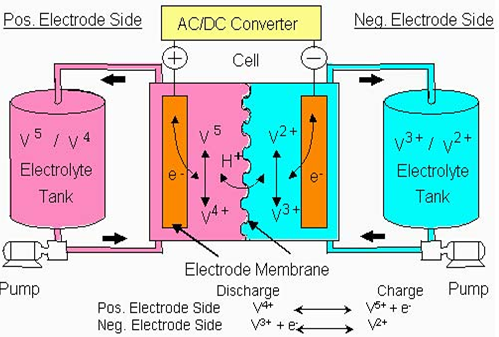 Pos. Electrode Side
Neg. Electrode Side
AC/DC Converter
+
Cell
−
V⁵ / V⁴
Electrolyte
Tank
V⁵
V⁴⁺
e⁻
H⁺
V²⁺
V³⁺
e⁻
V³⁺ / V²⁺
Electrolyte
Tank
Pump
Electrode Membrane
Pump
Discharge Charge
Pos. Electrode Side V⁴⁺ ⟷ V⁵⁺ + e⁻
Neg. Electrode Side V³⁺ + e⁻ ⟷ V²⁺